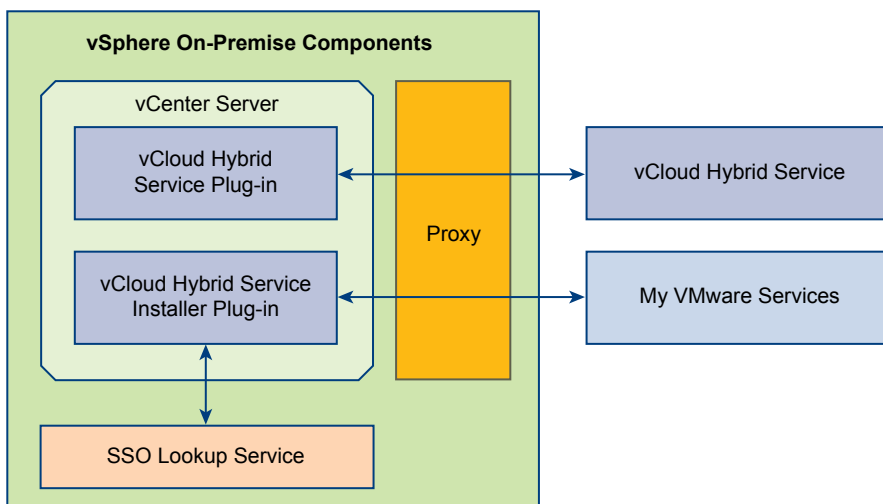 vSphere On-Premise Components
vCenter Server
vCloud Hybrid
Service Plug-in
vCloud Hybrid Service
Proxy
vCloud Hybrid Service
Installer Plug-in
My VMware Services
SSO Lookup Service